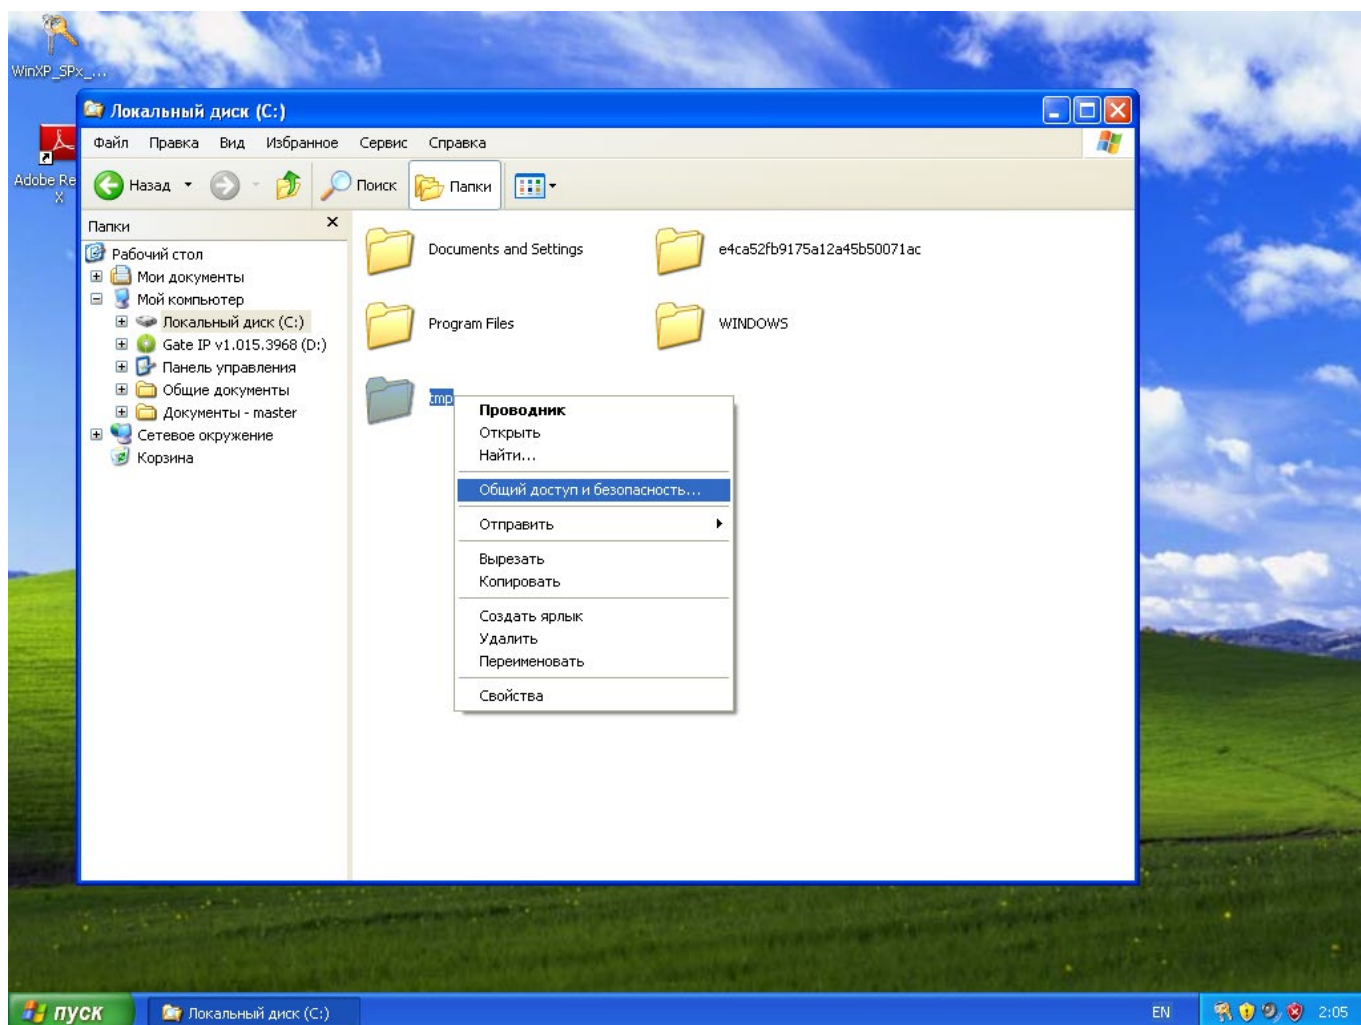 WinXP_SPx_...
Adobe Re
X
Локальный диск (C:)
Файл Правка Вид Избранное Сервис Справка
Назад Поиск Папки
Папки
Рабочий стол
Мои документы
Мой компьютер
Локальный диск (C:)
Gate IP v1.015.3968 (D:)
Панель управления
Общие документы
Документы - master
Сетевое окружение
Корзина
Documents and Settings
e4ca52fb9175a12a45b50071ac
Program Files
WINDOWS
tmp
Проводник
Открыть
Найти...
Общий доступ и безопасность...
Отправить
Вырезать
Копировать
Создать ярлык
Удалить
Переименовать
Свойства
пуск
Локальный диск (C:)
EN
2:05